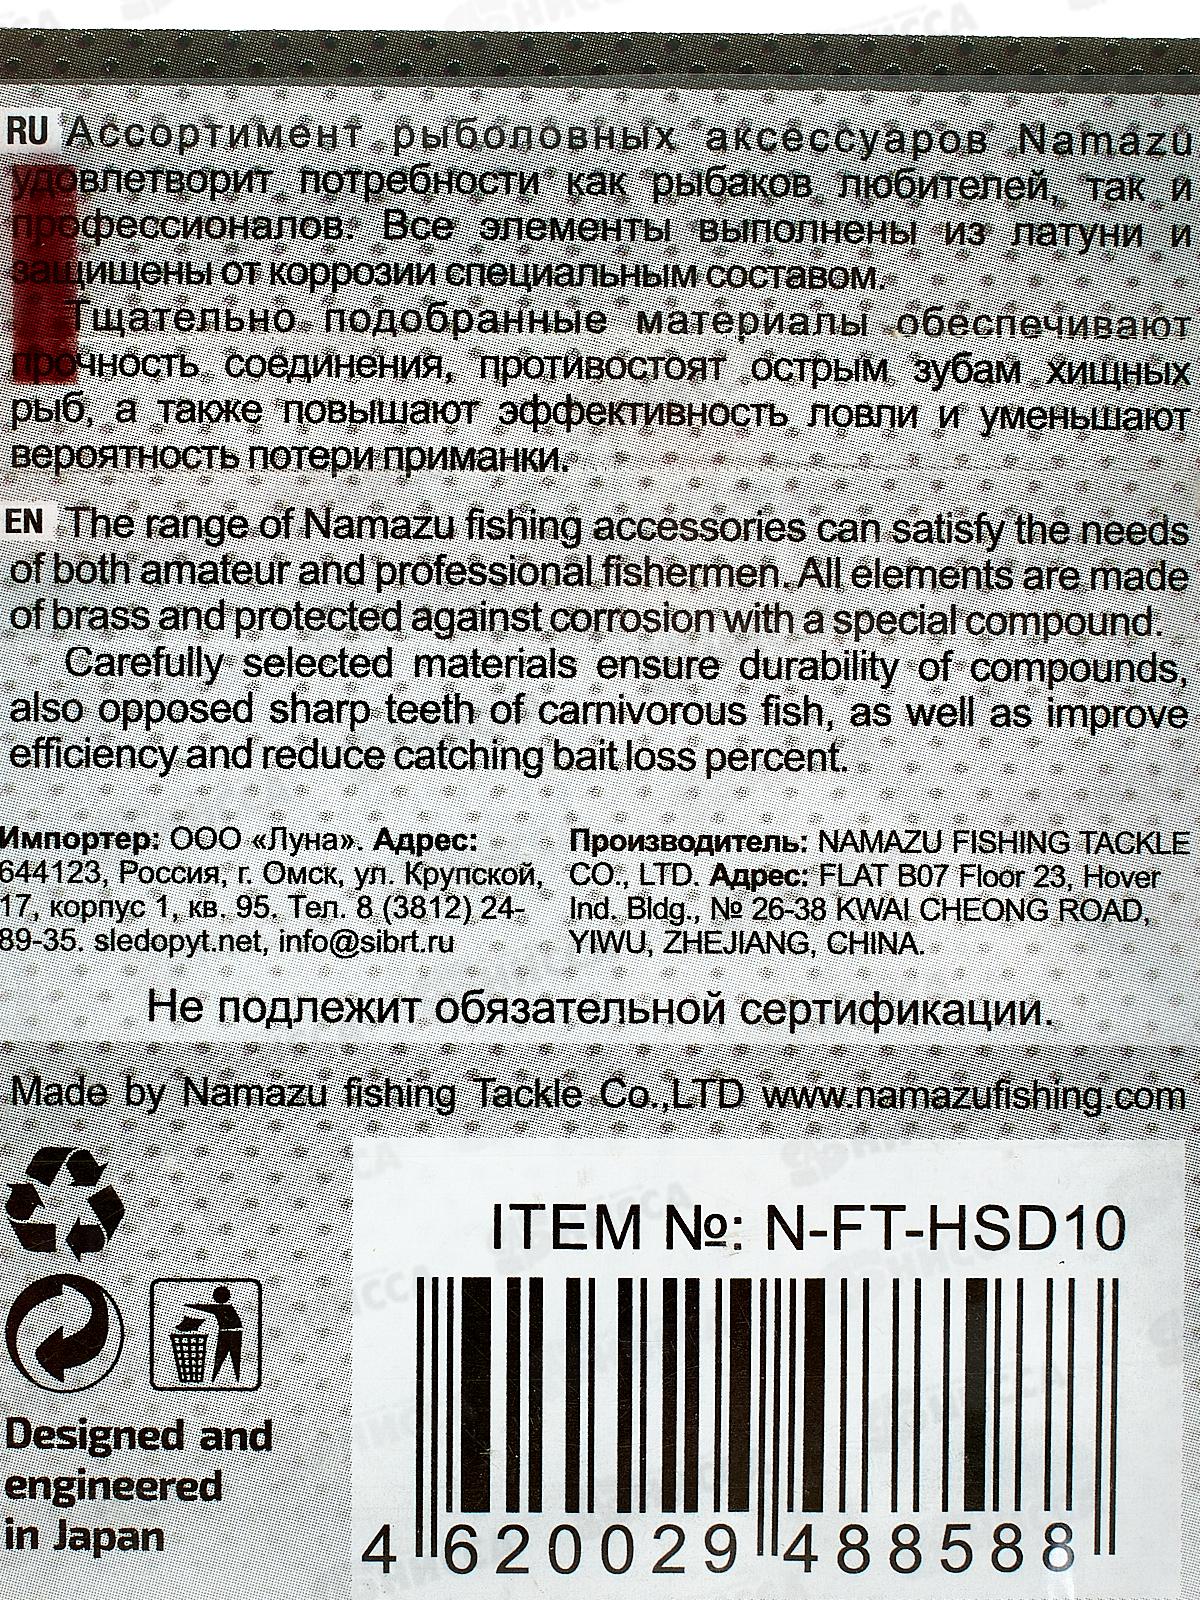 RU Ассортимент рыболовных аксессуаров Namazu
удовлетворит потребности как рыбаков любителей, так и
профессионалов. Все элементы выполнены из латуни и
защищены от коррозии специальным составом.
Тщательно подобранные материалы обеспечивают
прочность соединения, противостоят острым зубам хищных
рыб, а также повышают эффективность ловли и уменьшают
вероятность потери приманки.
EN The range of Namazu fishing accessories can satisfy the needs
of both amateur and professional fishermen. All elements are made
of brass and protected against corrosion with a special compound.
Carefully selected materials ensure durability of compounds,
also opposed sharp teeth of carnivorous fish, as well as improve
efficiency and reduce catching bait loss percent.
Импортер: ООО «Луна». Адрес:
644123, Россия, г. Омск, ул. Крупской,
17, корпус 1, кв. 95. Тел. 8 (3812) 24-
89-35. sledopyt.net, info@sibrt.ru
Производитель: NAMAZU FISHING TACKLE
CO., LTD. Адрес: FLAT B07 Floor 23, Hover
Ind. Bldg., № 26-38 KWAI CHEONG ROAD,
YIWU, ZHEJIANG, CHINA.
Не подлежит обязательной сертификации.
Made by Namazu fishing Tackle Co.,LTD www.namazufishing.com
ITEM №: N-FT-HSD10
4 620029 488588
Designed and
engineered
in Japan